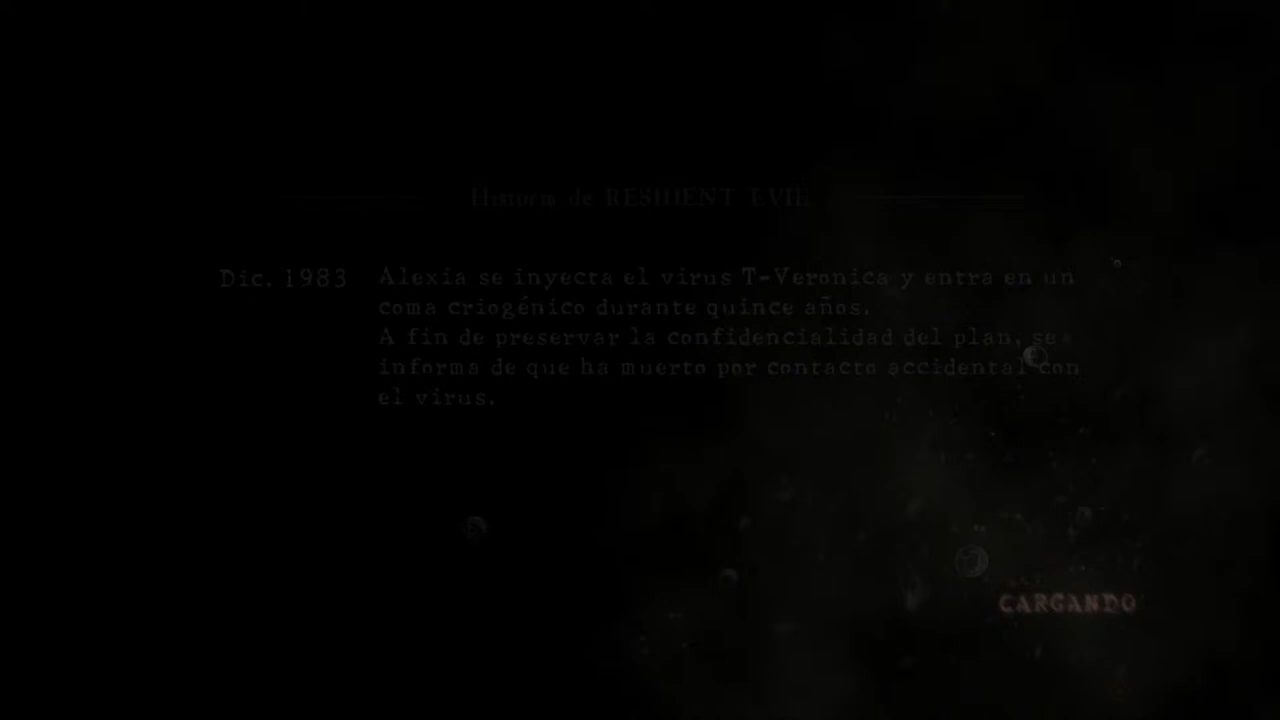 Historia de RESIDENT EVIL
Dic. 1983 Alexia se inyecta el virus T-Veronica y entra en un
coma criogénico durante quince años.
A fin de preservar la confidencialidad del plan, se
informa de que ha muerto por contacto accidental con
el virus.
CARGANDO